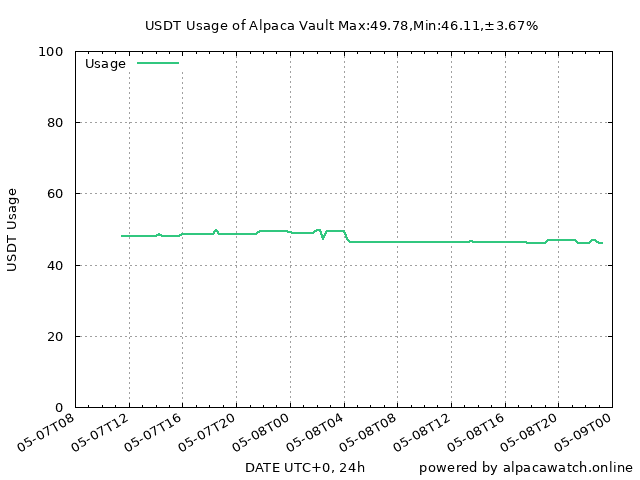 USDT Usage of Alpaca Vault Max:49.78,Min:46.11,±3.67%
100
Usage
80
60
USDT Usage
40
20
0
05-07T08
05-07T12
05-07T16
05-07T20
05-08T00
05-08T04
05-08T08
05-08T12
05-08T16
05-08T20
05-09T00
DATE UTC+0, 24h
powered by alpacawatch.online